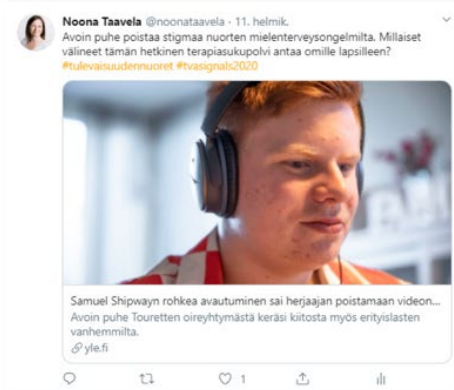 Noona Taavela @noonataavela · 11. helmik.
Avoin puhe poistaa stigmaa nuorten mielenterveysongelmilta. Millaiset
välineet tämän hetkinen terapiasukupolvi antaa omille lapsilleen?
#tulevaisuudennuoret #tvasignals2020
Samuel Shipwayn rohkea avautuminen sai herjaajan poistamaan videon...
Avoin puhe Touretten oireyhtymästä keräsi kiitosta myös erityislasten
vanhemmilta.
yle.fi
1